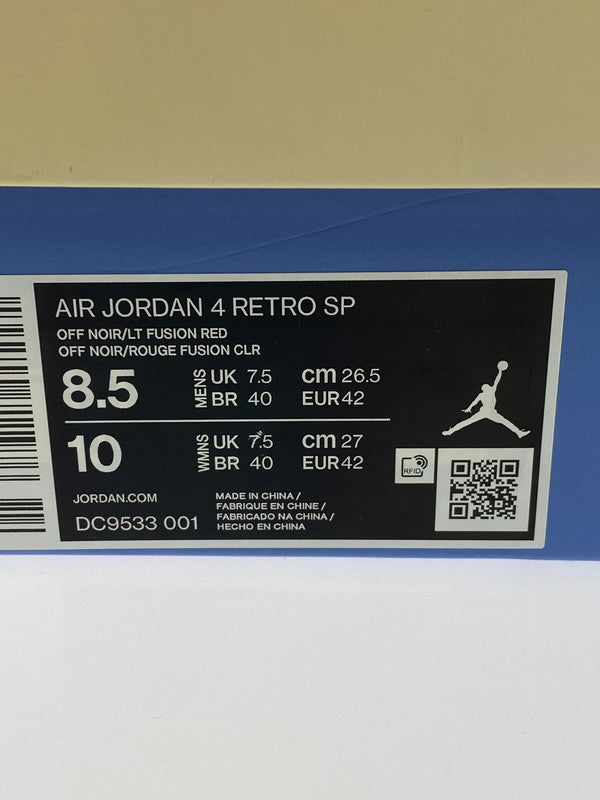 AIR JORDAN 4 RETRO SP
OFF NOIR/LT FUSION RED
OFF NOIR/ROUGE FUSION CLR
8.5 MENS UK 7.5 cm 26.5
BR 40 EUR 42
10 WMNS UK 7.5 cm 27
BR 40 EUR 42
RFID
JORDAN.COM
DC9533 001
MADE IN CHINA /
FABRIQUE EN CHINE /
FABRICADO NA CHINA /
HECHO EN CHINA